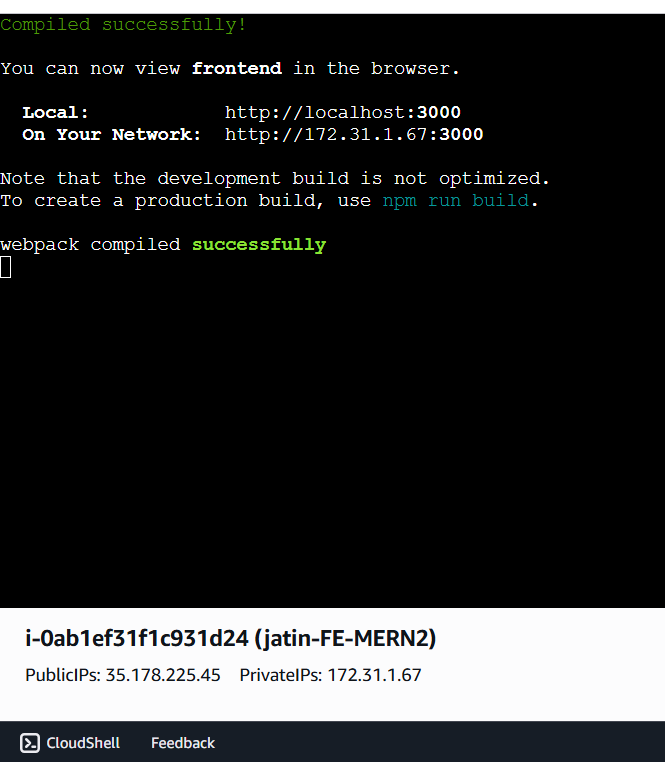 Compiled successfully!
You can now view frontend in the browser.
Local: http://localhost:3000
On Your Network: http://172.31.1.67:3000
Note that the development build is not optimized.
To create a production build, use npm run build.
webpack compiled successfully
i-0ab1ef31f1c931d24 (jatin-FE-MERN2)
PublicIPs: 35.178.225.45 PrivateIPs: 172.31.1.67
CloudShell Feedback